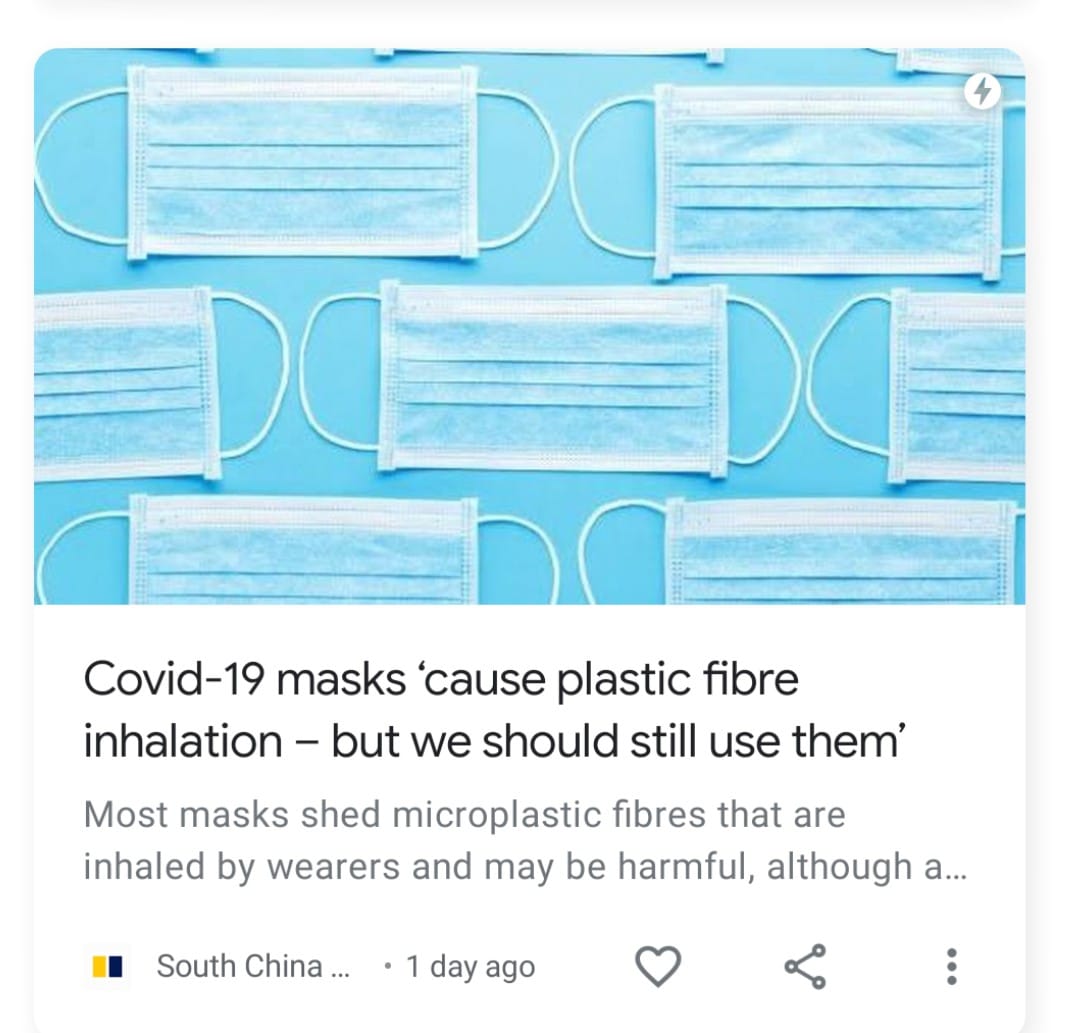 Covid-19 masks ‘cause plastic fibre
inhalation – but we should still use them’
Most masks shed microplastic fibres that are
inhaled by wearers and may be harmful, although a...
South China ... · 1 day ago